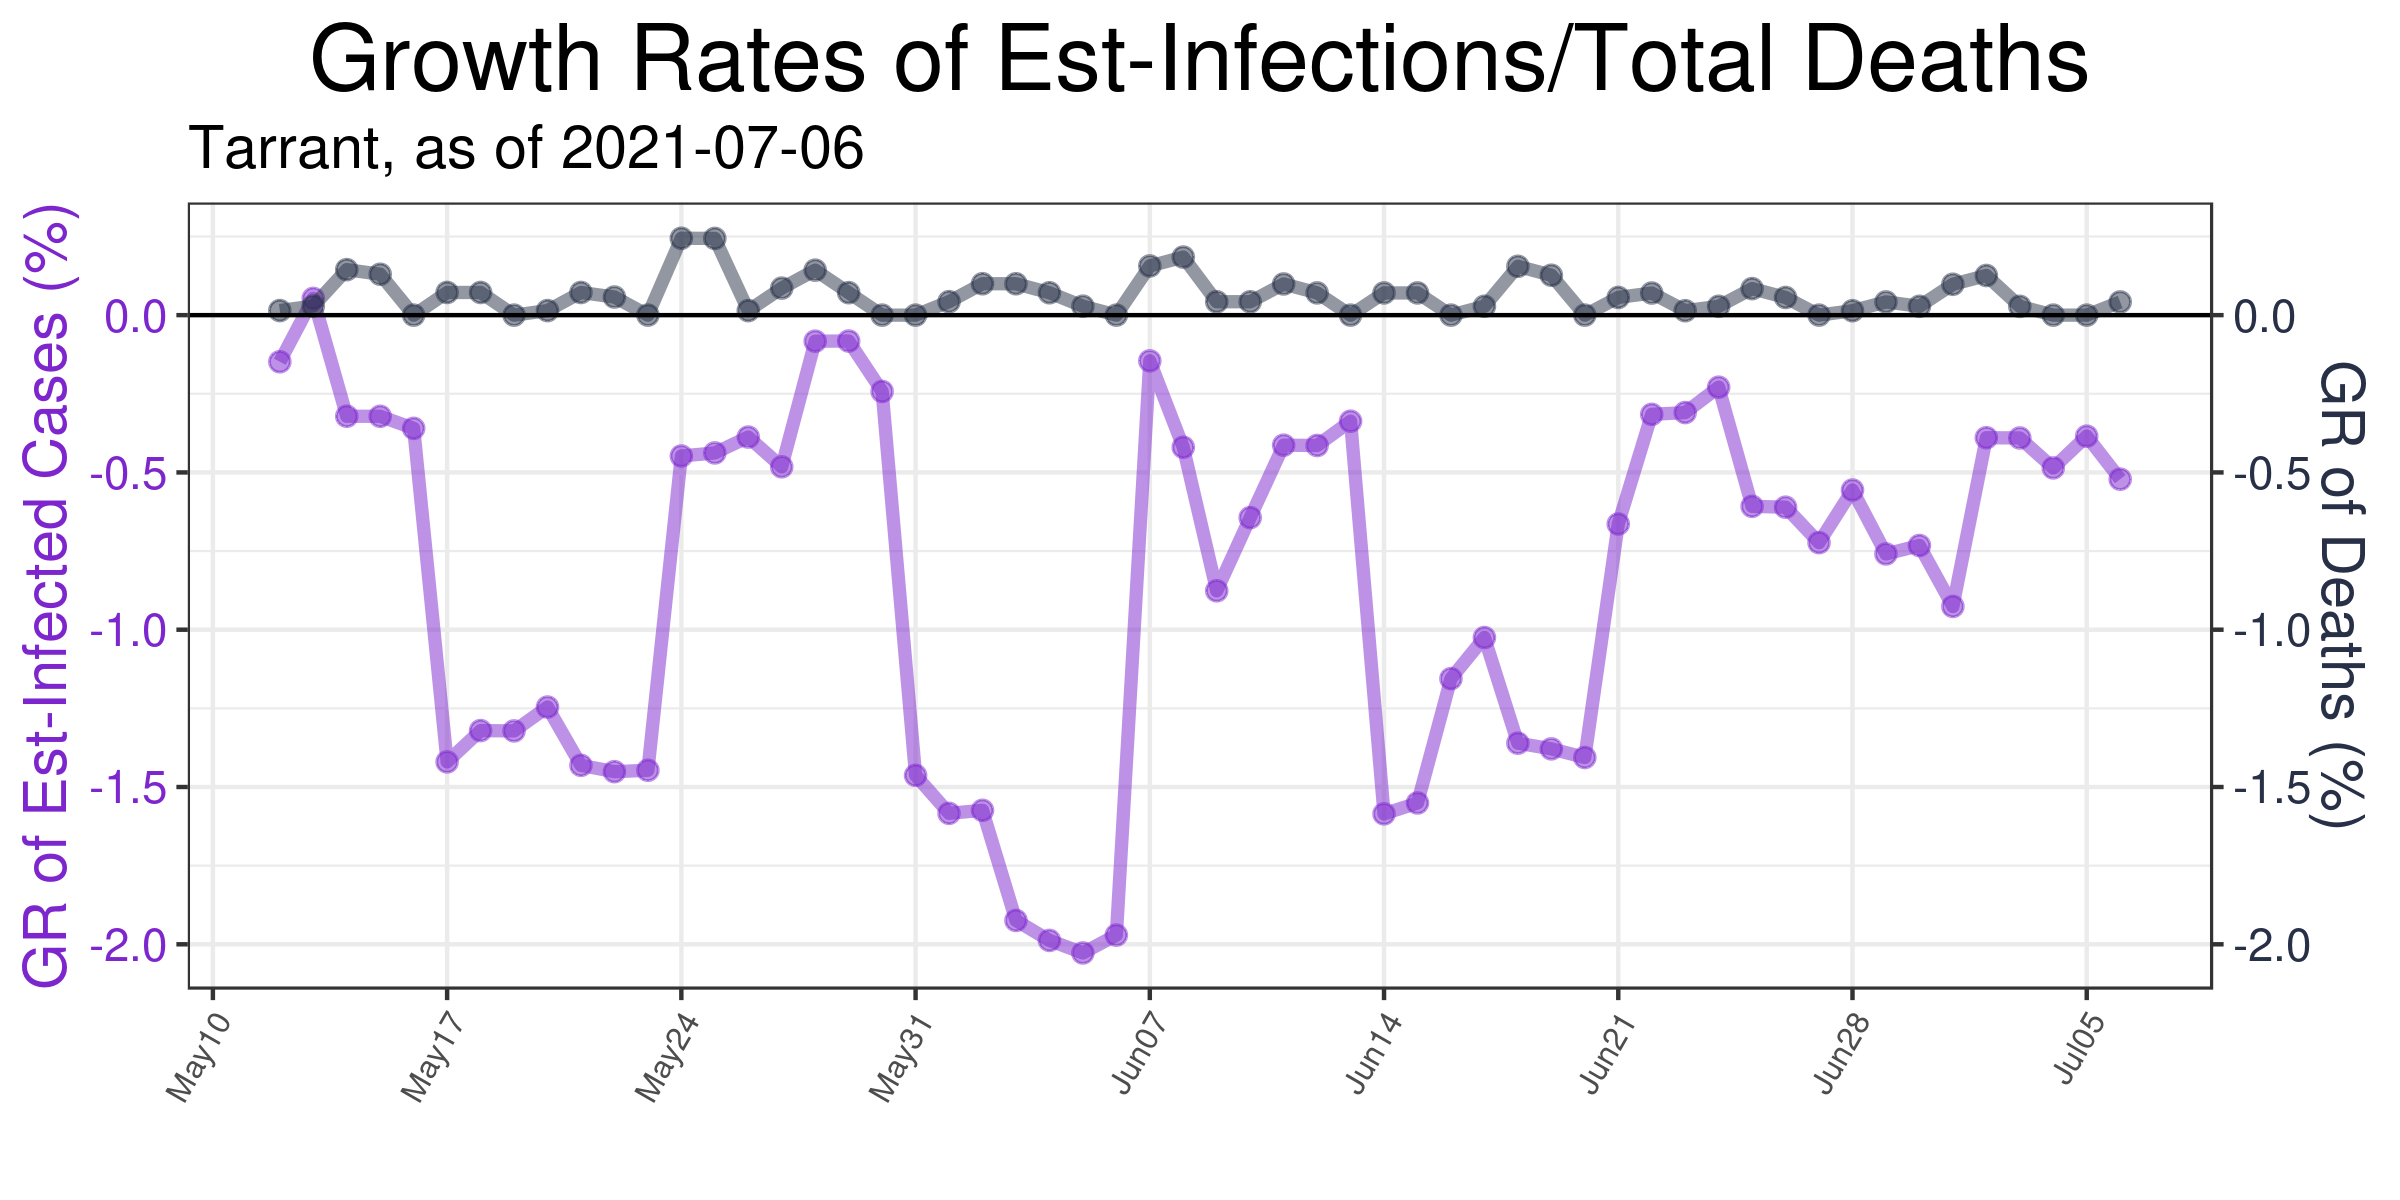 Growth Rates of Est-Infections/Total Deaths
Tarrant, as of 2021-07-06
GR of Est-Infected Cases (%)
0.0
-0.5
-1.0
-1.5
-2.0
0.0
-0.5
-1.0
-1.5
-2.0
GR of Deaths (%)
May10
May17
May24
May31
Jun07
Jun14
Jun21
Jun28
Jul05